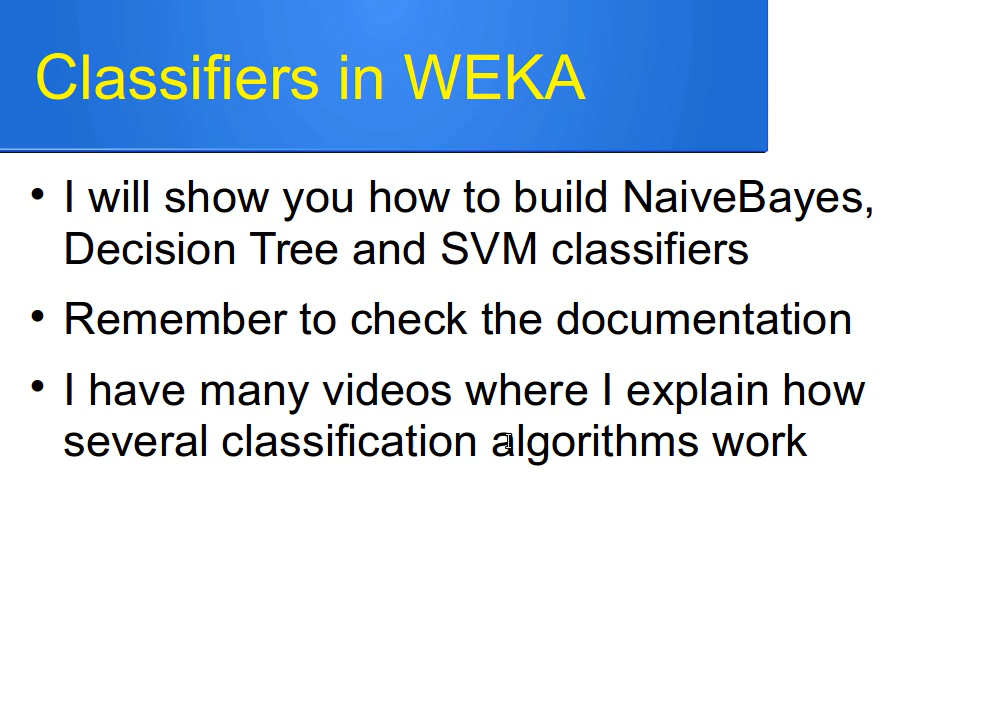 Classifiers in WEKA
• I will show you how to build NaiveBayes,
Decision Tree and SVM classifiers
• Remember to check the documentation
• I have many videos where I explain how
several classification algorithms work